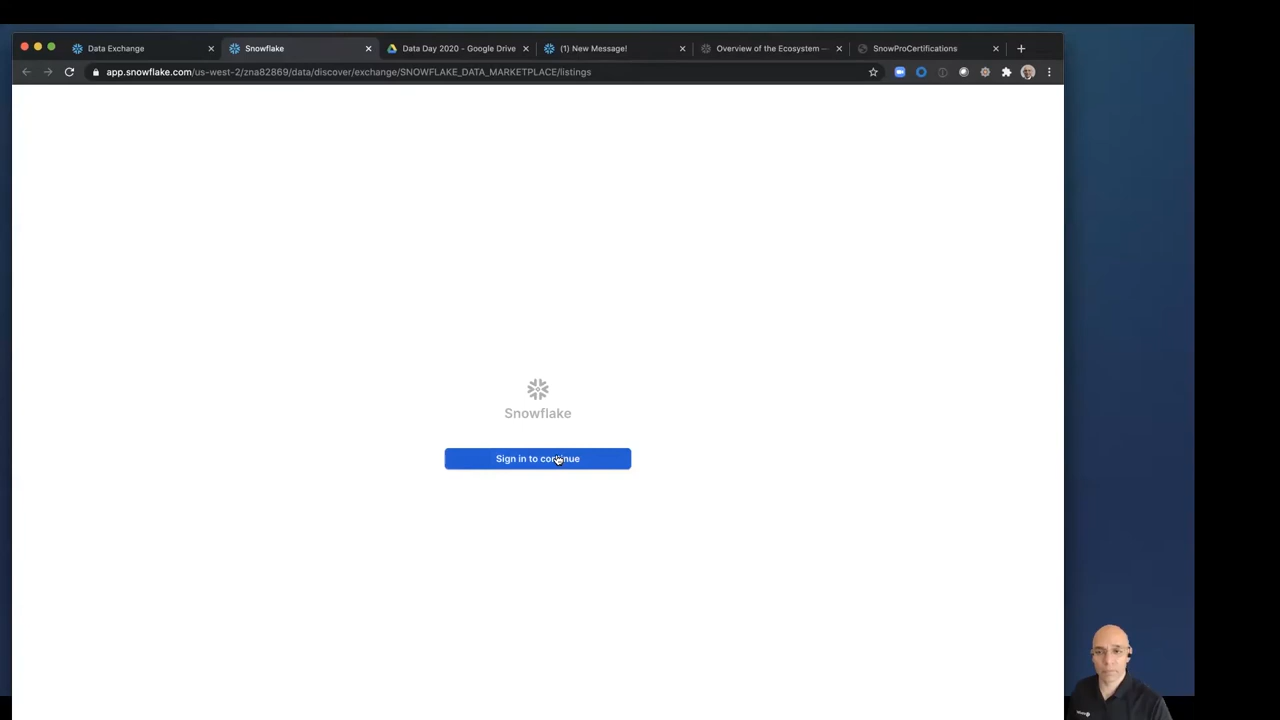 Data Exchange
Snowflake
Data Day 2020 - Google Drive
(1) New Message!
Overview of the Ecosystem —
SnowProCertifications
app.snowflake.com/us-west-2/zna82869/data/discover/exchange/SNOWFLAKE_DATA_MARKETPLACE/listings
Snowflake
Sign in to continue